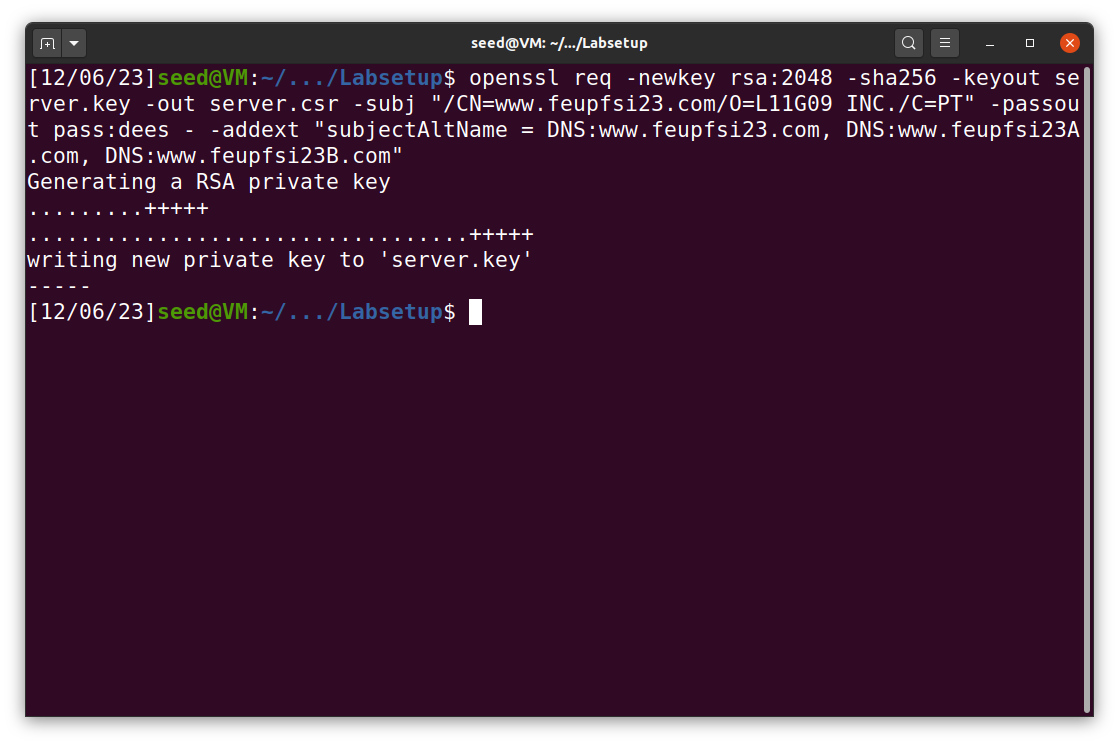 seed@VM: ~/.../Labsetup
[12/06/23]seed@VM:~/.../Labsetup$ openssl req -newkey rsa:2048 -sha256 -keyout se
rver.key -out server.csr -subj "/CN=www.feupfsi23.com/O=L11G09 INC./C=PT" -passou
t pass:dees - -addext "subjectAltName = DNS:www.feupfsi23.com, DNS:www.feupfsi23A
.com, DNS:www.feupfsi23B.com"
Generating a RSA private key
.........+++++
..................................+++++
writing new private key to 'server.key'
-----
[12/06/23]seed@VM:~/.../Labsetup$